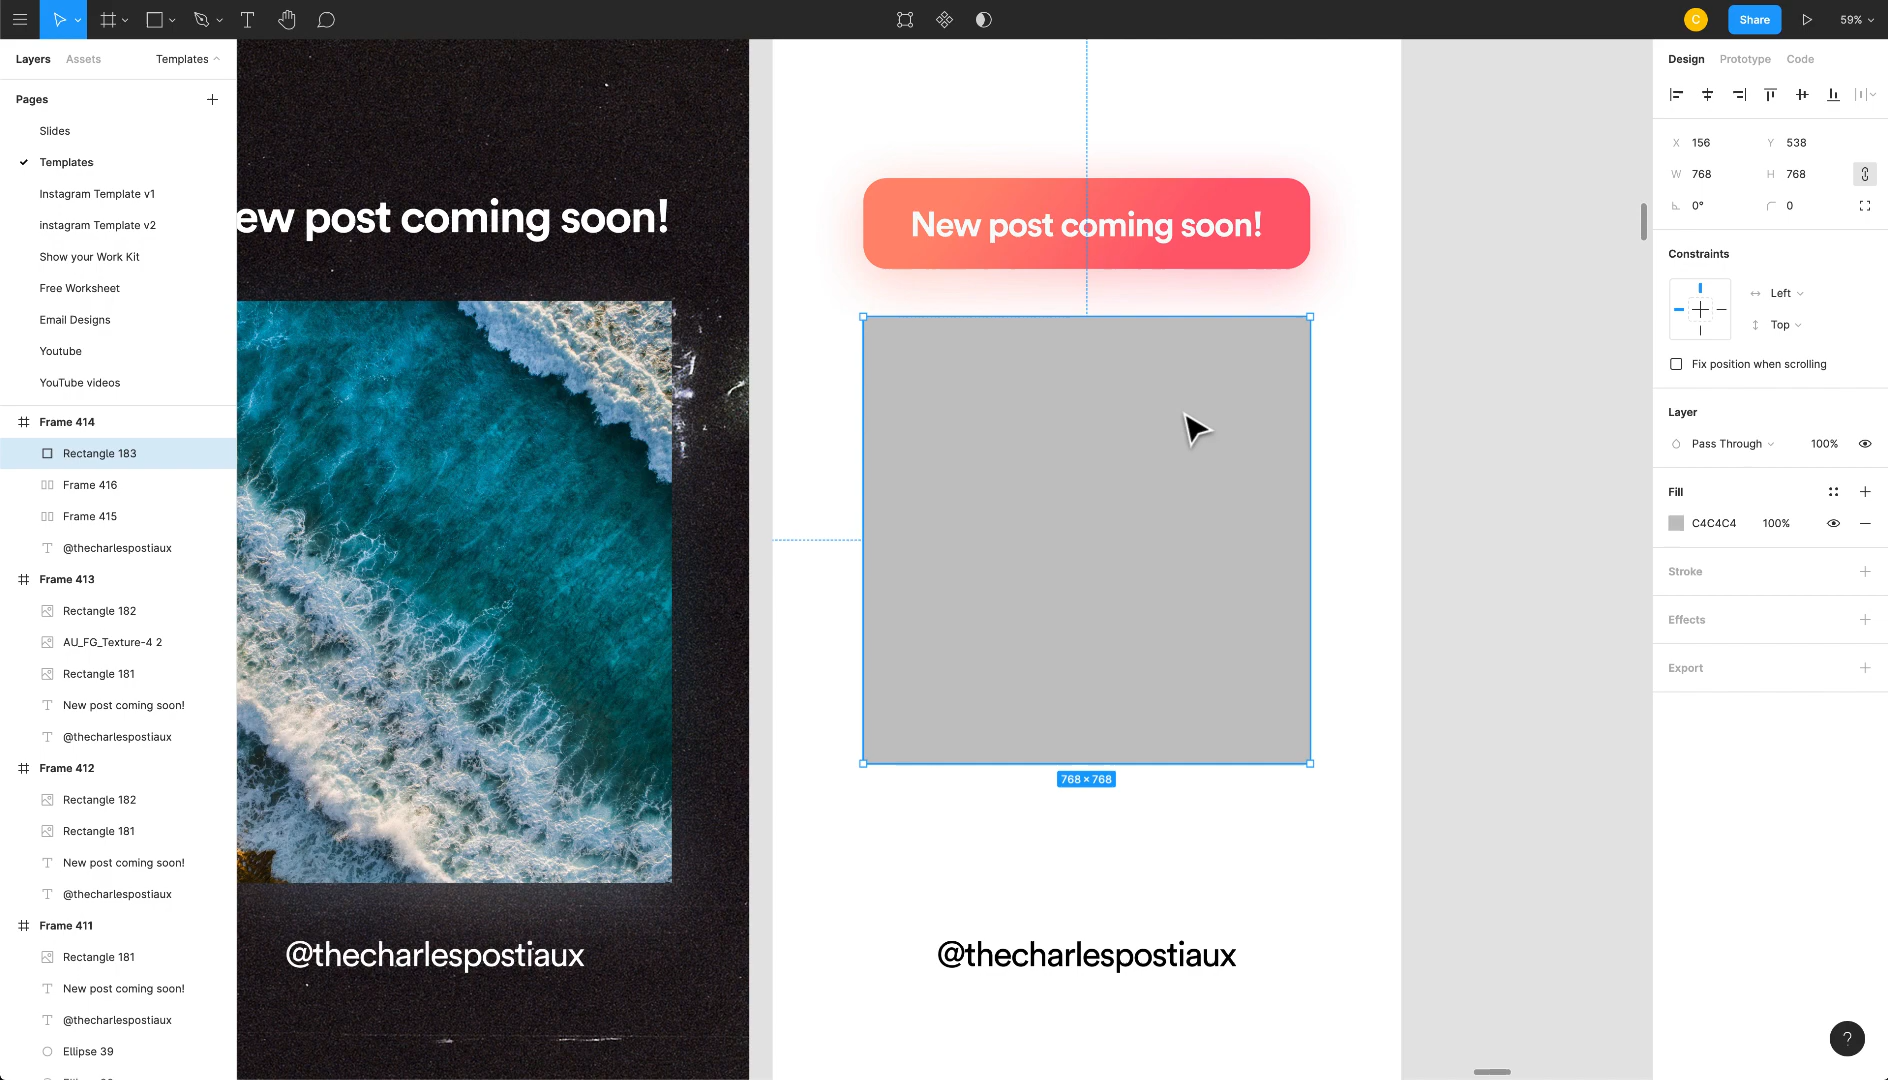 C
Share
59%
Layers
Assets
Templates
Pages
Slides
Templates
Instagram Template v1
instagram Template v2
Show your Work Kit
Free Worksheet
Email Designs
Youtube
YouTube videos
Frame 414
Rectangle 183
Frame 416
Frame 415
@thecharlespostiaux
Frame 413
Rectangle 182
AU_FG_Texture-4 2
Rectangle 181
New post coming soon!
@thecharlespostiaux
Frame 412
Rectangle 182
Rectangle 181
New post coming soon!
@thecharlespostiaux
Frame 411
Rectangle 181
New post coming soon!
@thecharlespostiaux
Ellipse 39
ew post coming soon!
@thecharlespostiaux
New post coming soon!
768 × 768
@thecharlespostiaux
Design
Prototype
Code
X 156
Y 538
W 768
H 768
0°
0
Constraints
Left
Top
Fix position when scrolling
Layer
Pass Through
100%
Fill
C4C4C4
100%
Stroke
Effects
Export
?